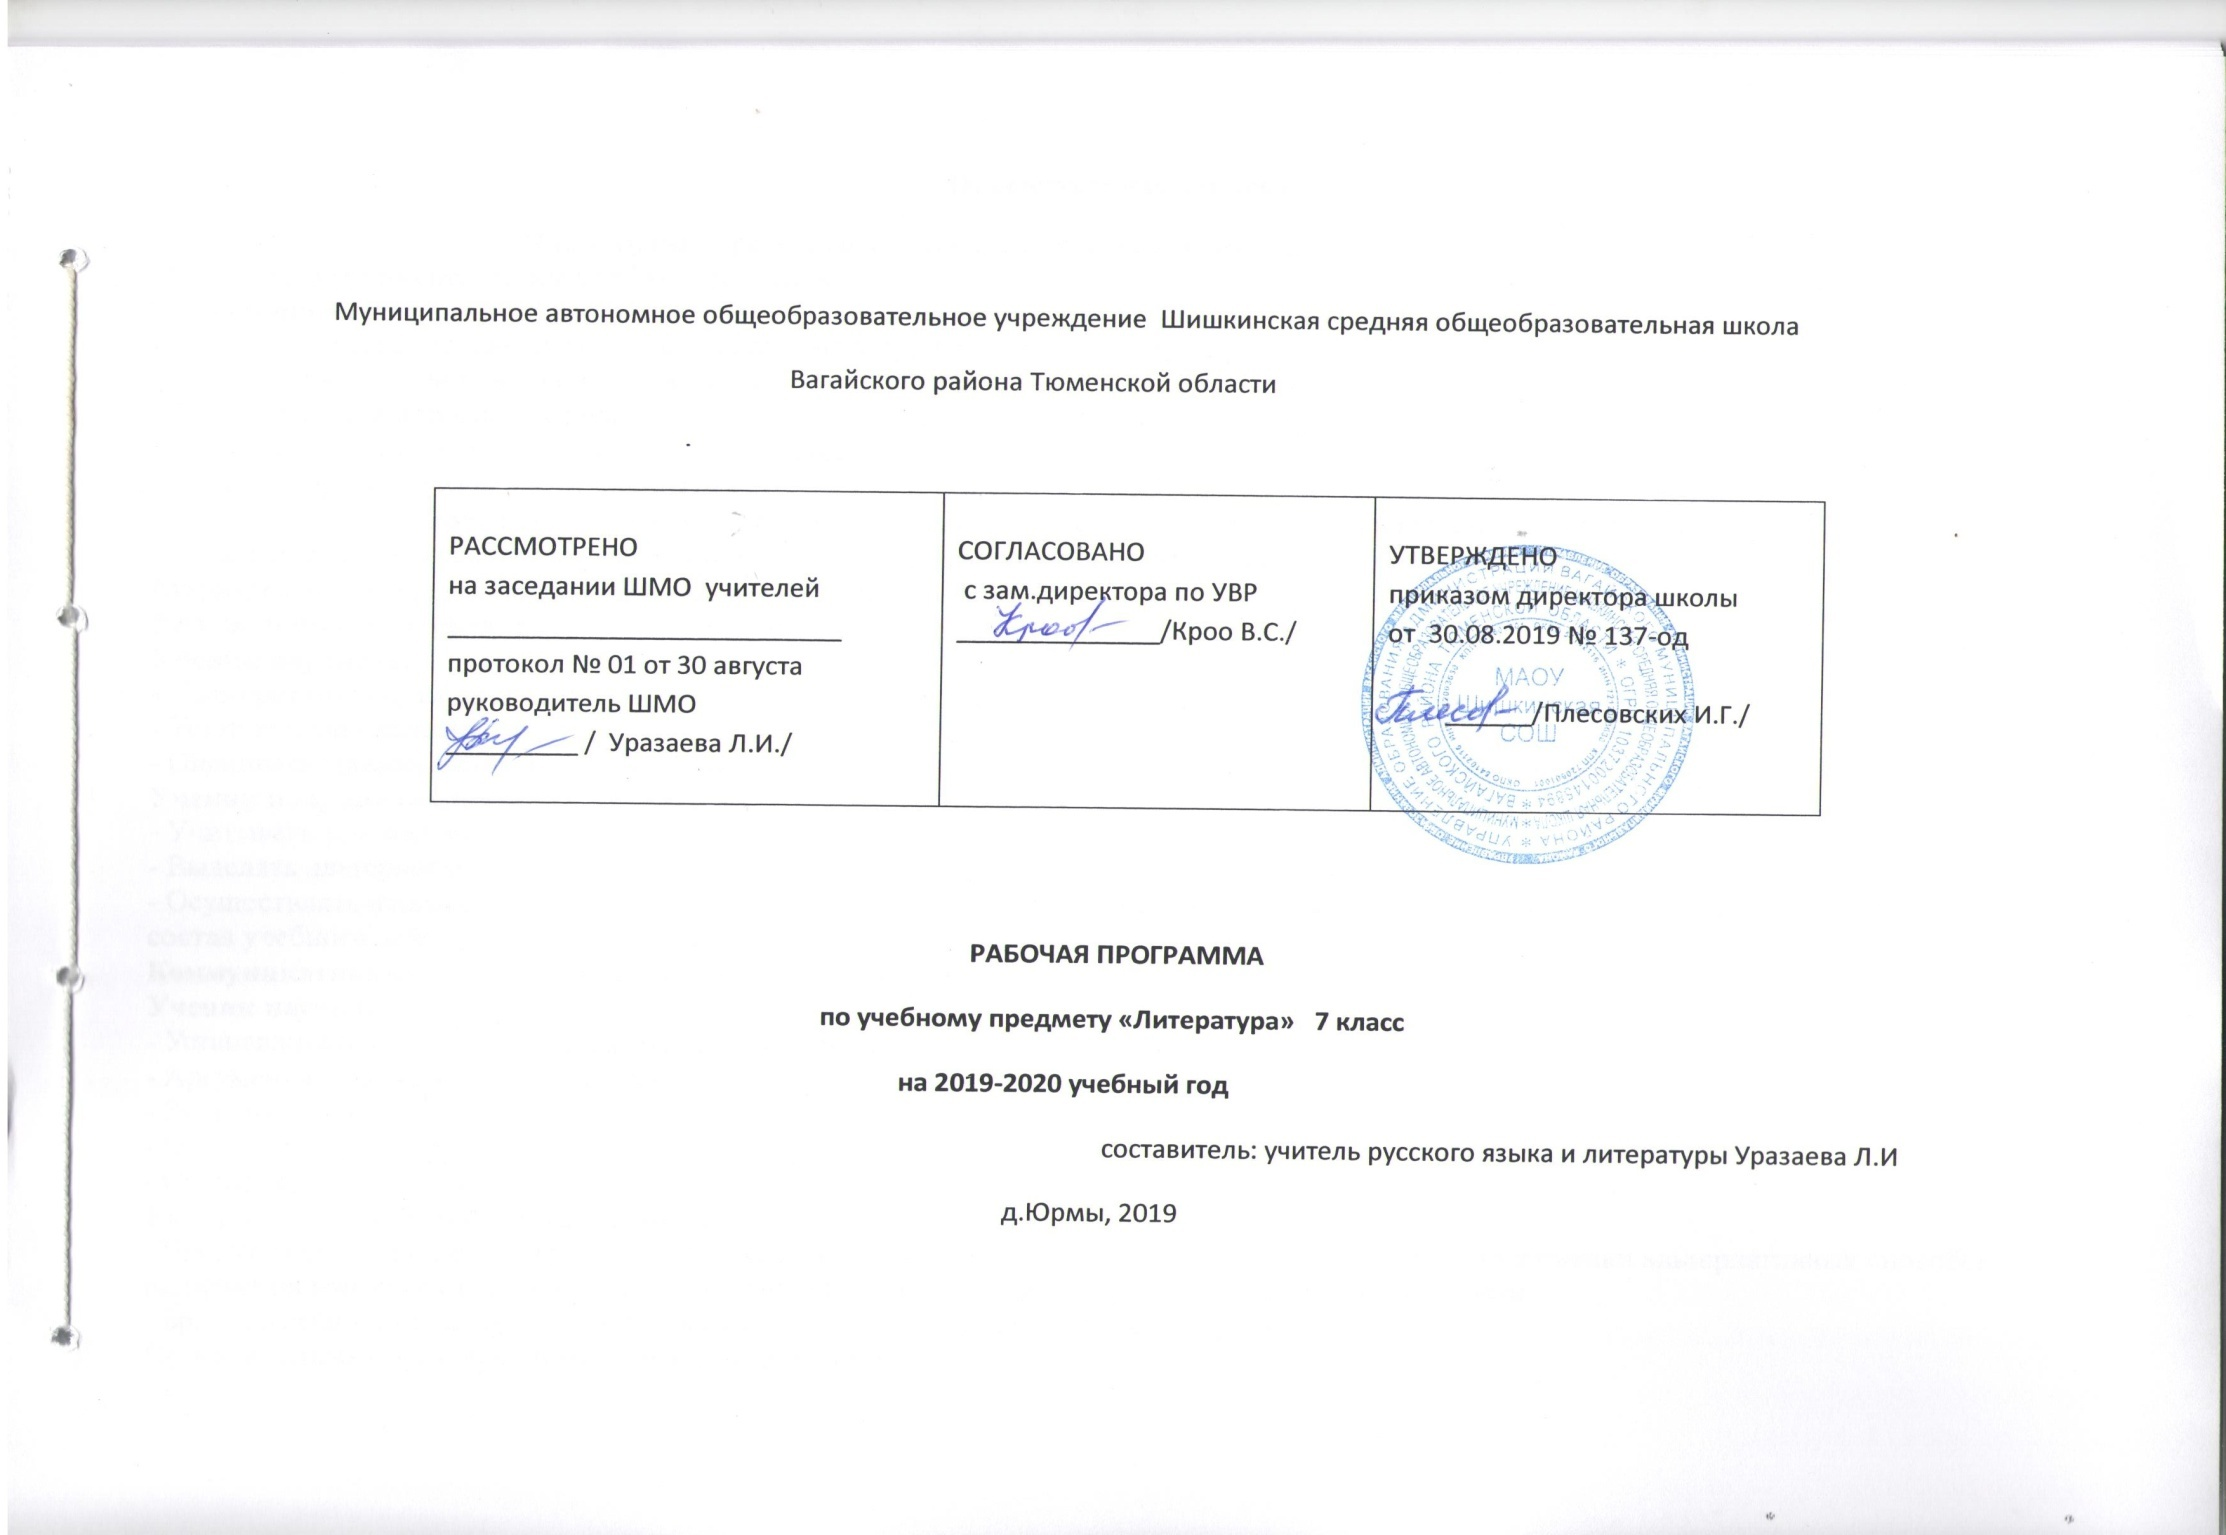 Муниципальное автономное общеобразовательное учреждение Шишкинская средняя общеобразовательная школа
Вагайского района Тюменской области
РАССМОТРЕНО
на заседании ШМО учителей
протокол № 01 от 30 августа
руководитель ШМО
/ Уразаева Л.И./
СОГЛАСОВАНО
с зам.директора по УВР
/Кроо В.С./
УТВЕРЖДЕНО
приказом директора школы
от 30.08.2019 № 137-од
/Плесовских И.Г./
МАОУ
Шишкинская
СОШ
РАБОЧАЯ ПРОГРАММА
по учебному предмету «Литература» 7 класс
на 2019-2020 учебный год
составитель: учитель русского языка и литературы Уразаева Л.И
д.Юрмы, 2019